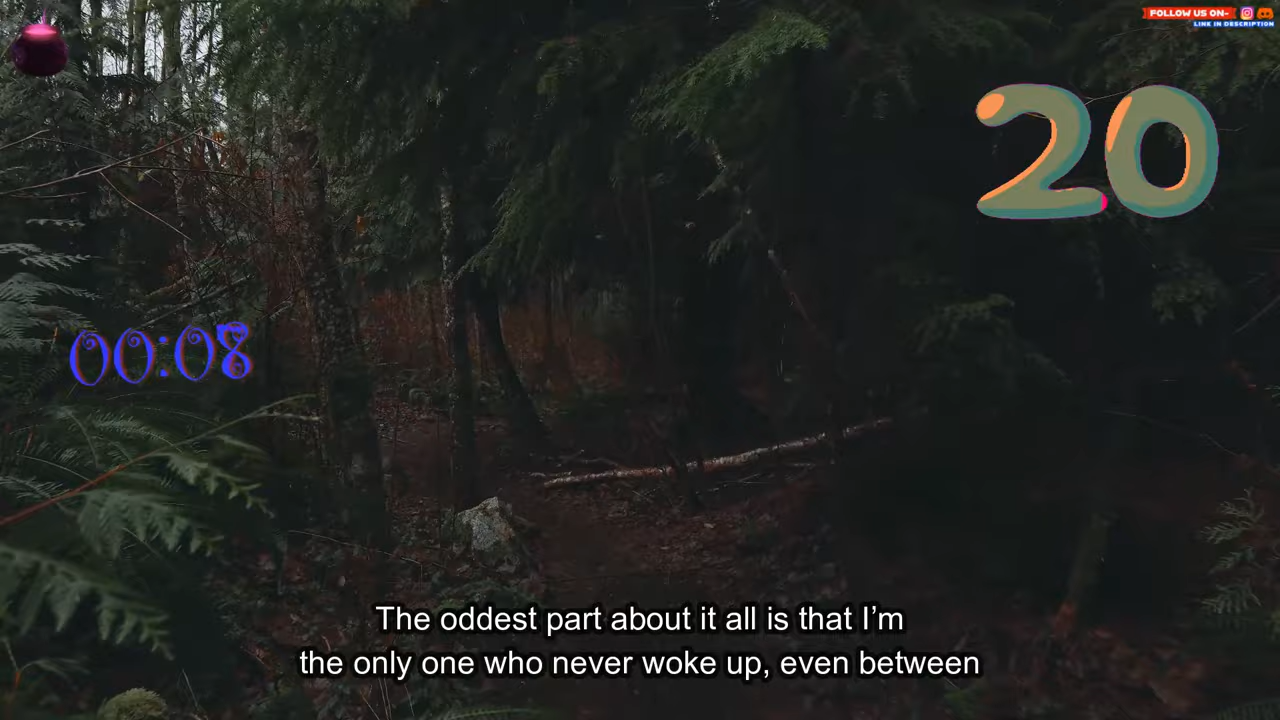 FOLLOW US ON-
LINK IN DESCRIPTION
20
00:08
The oddest part about it all is that I’m
the only one who never woke up, even between